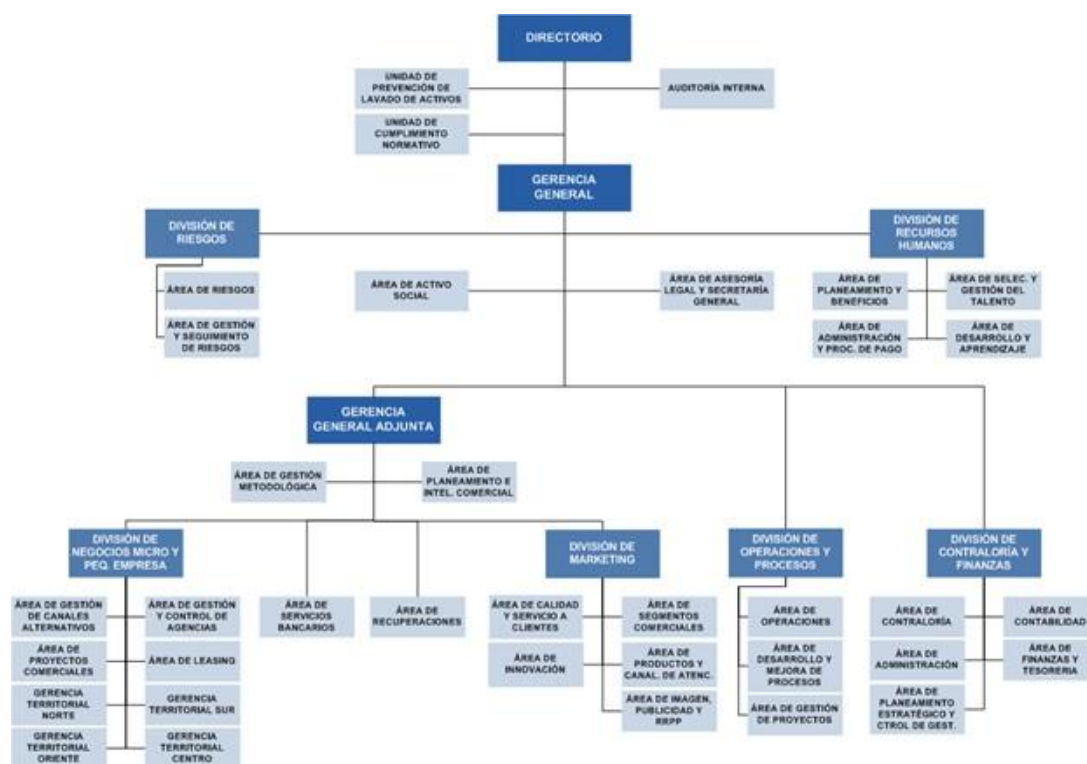 DIRECTORIO
UNIDAD DE
PREVENCIÓN DE
LAVADO DE ACTIVOS
AUDITORÍA INTERNA
UNIDAD DE
CUMPLIMIENTO
NORMATIVO
GERENCIA
GENERAL
DIVISIÓN DE
RIESGOS
DIVISIÓN DE
RECURSOS
HUMANOS
ÁREA DE RIESGOS
ÁREA DE GESTIÓN
Y SEGUIMIENTO
DE RIESGOS
ÁREA DE ACTIVO
SOCIAL
ÁREA DE ASESORÍA
LEGAL Y SECRETARÍA
GENERAL
ÁREA DE
PLANEAMIENTO Y
BENEFICIOS
ÁREA DE SELEC. Y
GESTIÓN DEL
TALENTO
ÁREA DE
ADMINISTRACIÓN
Y PROC. DE PAGO
ÁREA DE
DESARROLLO Y
APRENDIZAJE
GERENCIA
GENERAL ADJUNTA
ÁREA DE GESTIÓN
METODOLÓGICA
ÁREA DE
PLANEAMIENTO E
INTEL. COMERCIAL
DIVISIÓN DE
NEGOCIOS MICRO Y
PEQ. EMPRESA
DIVISIÓN DE
MARKETING
DIVISIÓN DE
OPERACIONES Y
PROCESOS
DIVISIÓN DE
CONTRALORÍA Y
FINANZAS
ÁREA DE GESTIÓN
DE CANALES
ALTERNATIVOS
ÁREA DE GESTIÓN
Y CONTROL DE
AGENCIAS
ÁREA DE
PROYECTOS
COMERCIALES
ÁREA DE LEASING
GERENCIA
TERRITORIAL
NORTE
GERENCIA
TERRITORIAL SUR
GERENCIA
TERRITORIAL
ORIENTE
GERENCIA
TERRITORIAL
CENTRO
ÁREA DE
SERVICIOS
BANCARIOS
ÁREA DE
RECUPERACIONES
ÁREA DE CALIDAD
Y SERVICIO A
CLIENTES
ÁREA DE
SEGMENTOS
COMERCIALES
ÁREA DE
INNOVACIÓN
ÁREA DE
PRODUCTOS Y
CANAL. DE ATENC.
ÁREA DE IMAGEN,
PUBLICIDAD Y
RRPP
ÁREA DE
OPERACIONES
ÁREA DE
DESARROLLO Y
MEJORA DE
PROCESOS
ÁREA DE GESTIÓN
DE PROYECTOS
ÁREA DE
CONTRALORÍA
ÁREA DE
CONTABILIDAD
ÁREA DE
ADMINISTRACIÓN
ÁREA DE
FINANZAS Y
TESORERIA
ÁREA DE
PLANEAMIENTO
ESTRATÉGICO Y
CTROL DE GEST.